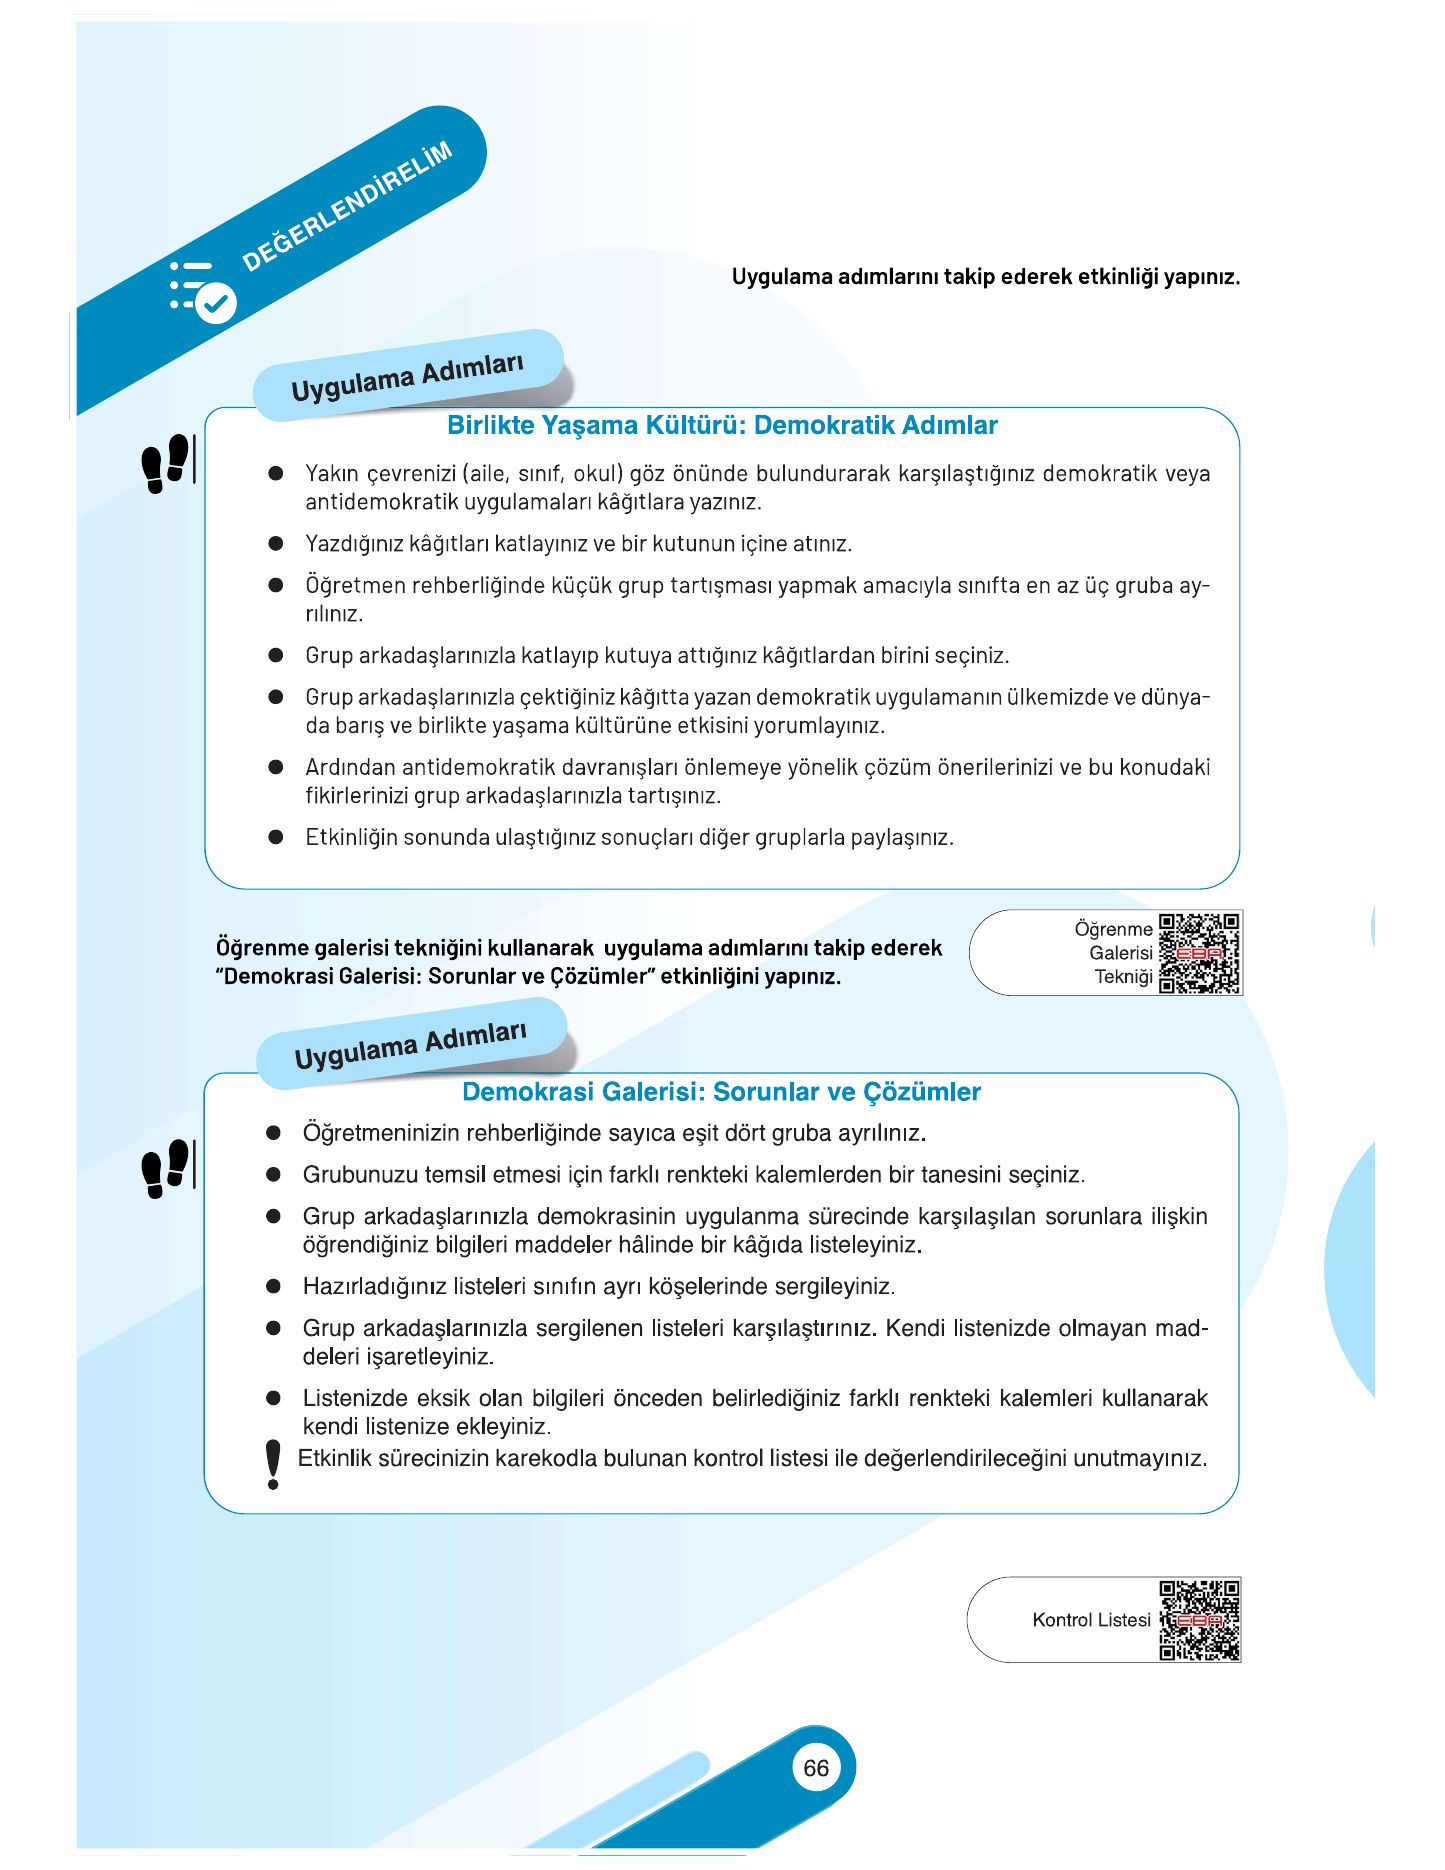 DEĞERLENDİRELİM
Uygulama adımlarını takip ederek etkinliği yapınız.
Uygulama Adımları
Birlikte Yaşama Kültürü: Demokratik Adımlar
● Yakın çevrenizi (aile, sınıf, okul) göz önünde bulundurarak karşılaştığınız demokratik veya
antidemokratik uygulamaları kâğıtlara yazınız.
● Yazdığınız kâğıtları katlayınız ve bir kutunun içine atınız.
● Öğretmen rehberliğinde küçük grup tartışması yapmak amacıyla sınıfta en az üç gruba ay-
rılınız.
● Grup arkadaşlarınızla katlayıp kutuya attığınız kâğıtlardan birini seçiniz.
● Grup arkadaşlarınızla çektiğiniz kâğıtta yazan demokratik uygulamanın ülkemizde ve dünya-
da barış ve birlikte yaşama kültürüne etkisini yorumlayınız.
● Ardından antidemokratik davranışları önlemeye yönelik çözüm önerilerinizi ve bu konudaki
fikirlerinizi grup arkadaşlarınızla tartışınız.
● Etkinliğin sonunda ulaştığınız sonuçları diğer gruplarla paylaşınız.
Öğrenme galerisi tekniğini kullanarak uygulama adımlarını takip ederek
“Demokrasi Galerisi: Sorunlar ve Çözümler” etkinliğini yapınız.
Öğrenme
Galerisi
Tekniği
EBA
Uygulama Adımları
Demokrasi Galerisi: Sorunlar ve Çözümler
● Öğretmeninizin rehberliğinde sayıca eşit dört gruba ayrılınız.
● Grubunuzu temsil etmesi için farklı renkteki kalemlerden bir tanesini seçiniz.
● Grup arkadaşlarınızla demokrasinin uygulanma sürecinde karşılaşılan sorunlara ilişkin
öğrendiğiniz bilgileri maddeler hâlinde bir kâğıda listeleyiniz.
● Hazırladığınız listeleri sınıfın ayrı köşelerinde sergileyiniz.
● Grup arkadaşlarınızla sergilenen listeleri karşılaştırınız. Kendi listenizde olmayan mad-
deleri işaretleyiniz.
● Listenizde eksik olan bilgileri önceden belirlediğiniz farklı renkteki kalemleri kullanarak
kendi listenize ekleyiniz.
! Etkinlik sürecinizin karekodla bulunan kontrol listesi ile değerlendirileceğini unutmayınız.
Kontrol Listesi
EBA
66